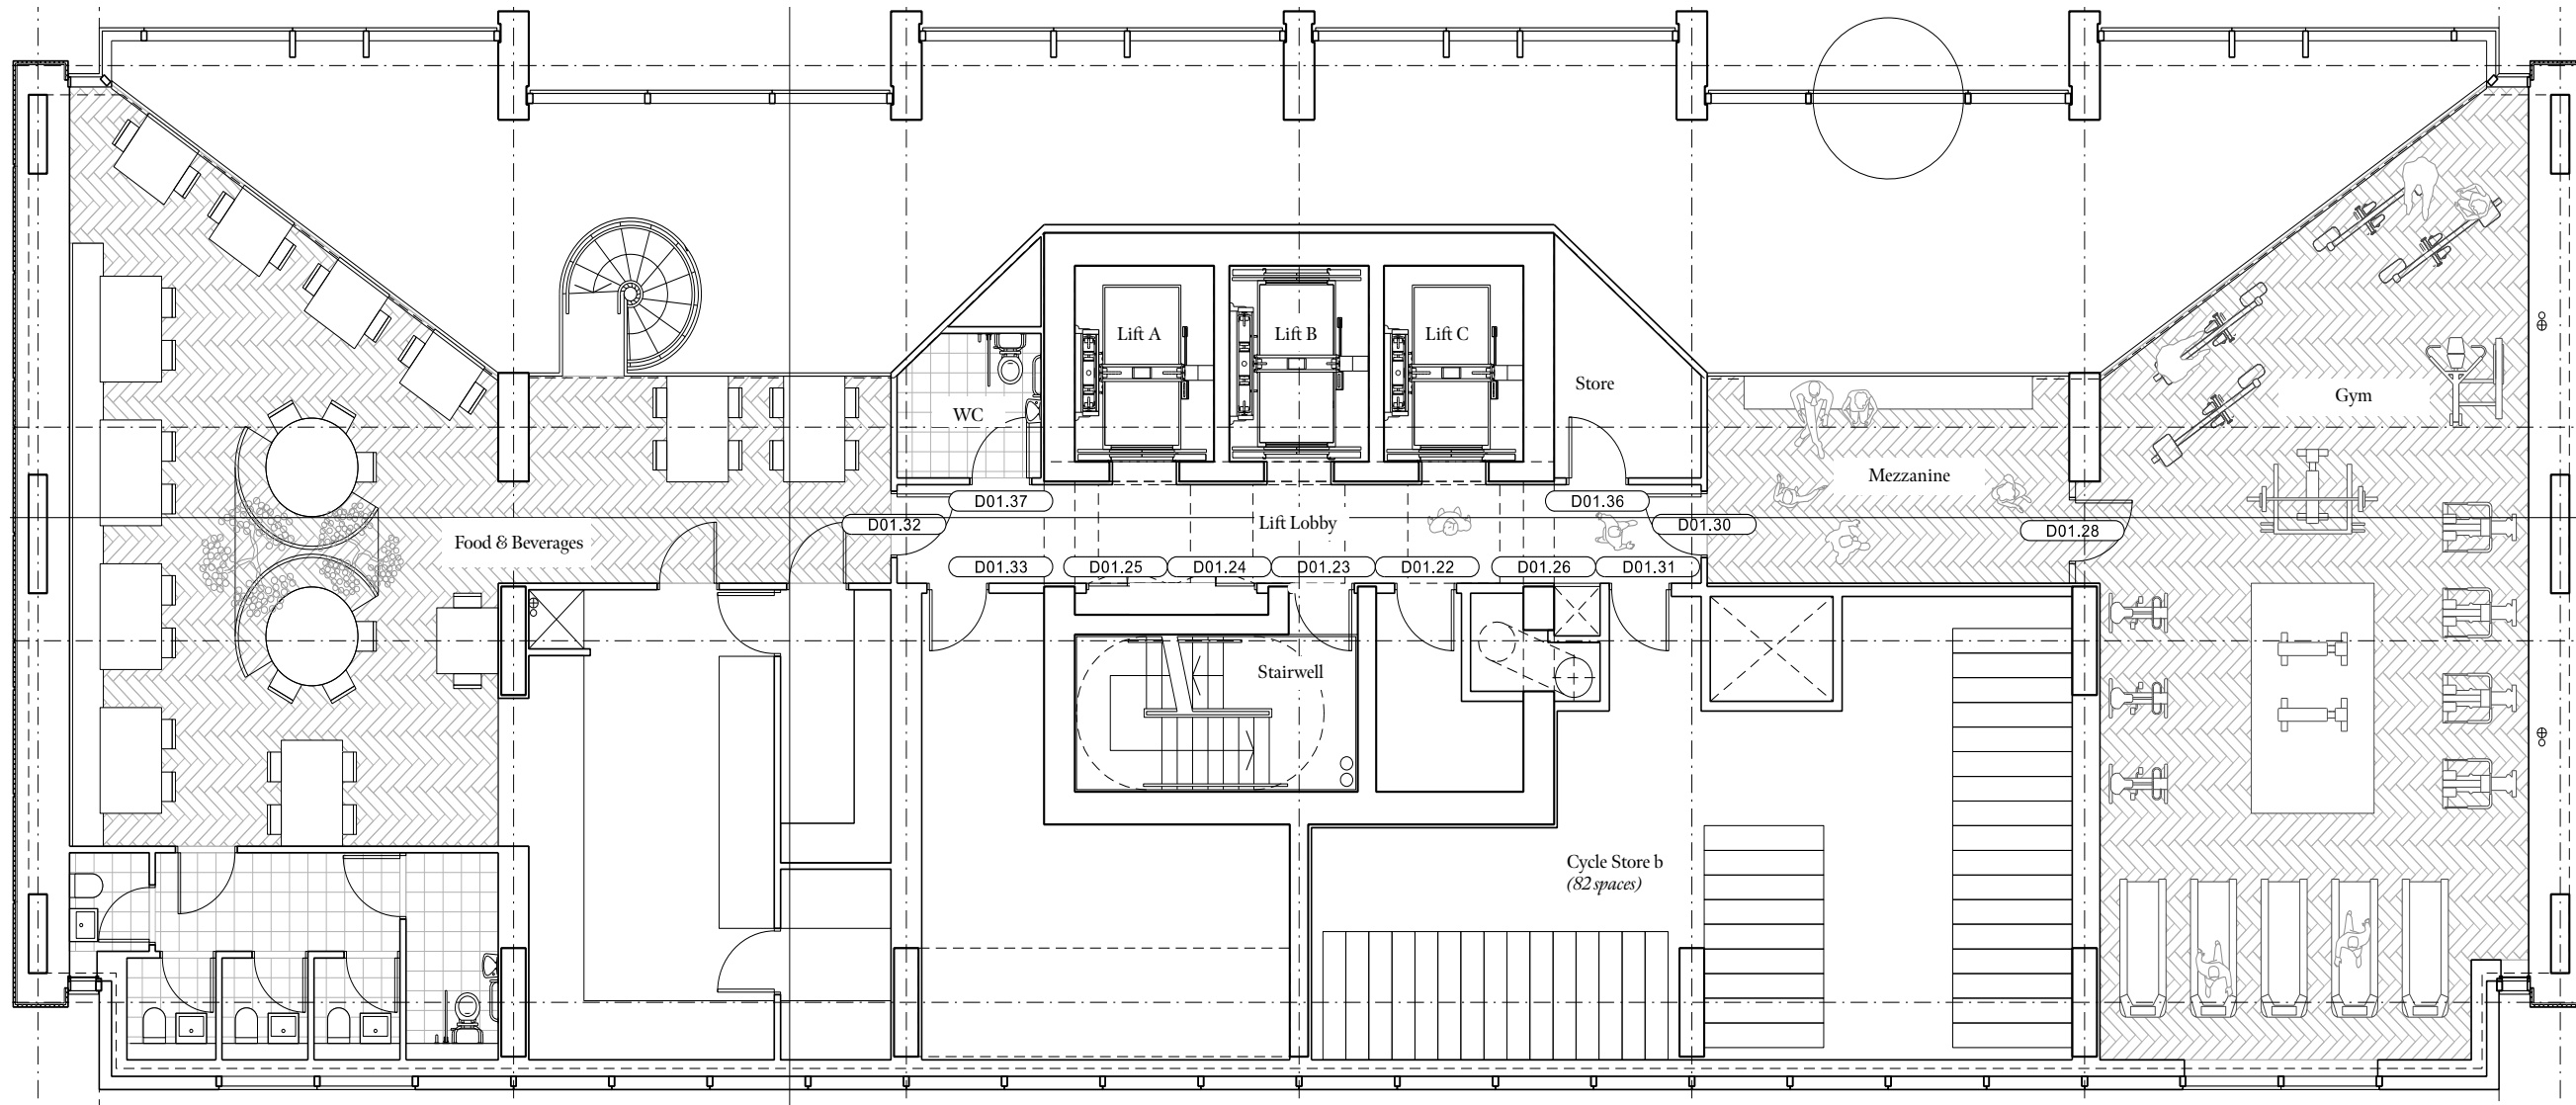 Lift A
Lift B
Lift C
Store
WC
Gym
Mezzanine
D01.37
D01.36
D01.32
Lift Lobby
D01.30
D01.28
Food & Beverages
D01.33
D01.25
D01.24
D01.23
D01.22
D01.26
D01.31
Stairwell
Cycle Store b
(82 spaces)